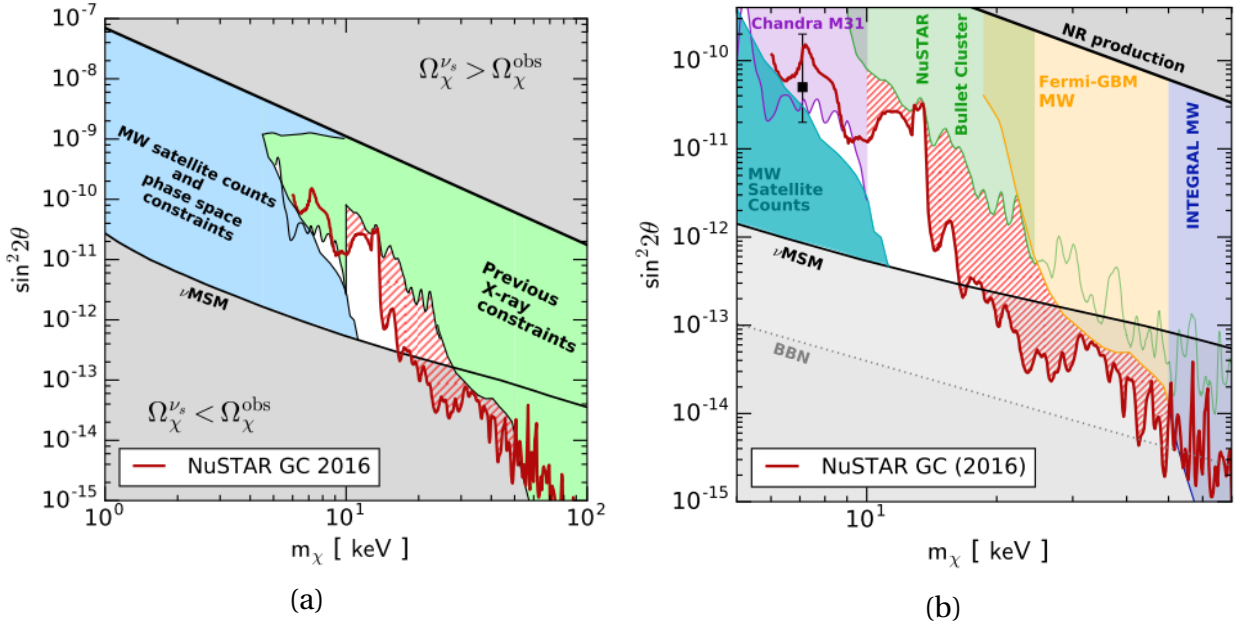 10⁻⁷
10⁻⁸
10⁻⁹
10⁻¹⁰
10⁻¹¹
10⁻¹²
10⁻¹³
10⁻¹⁴
10⁻¹⁵
sin²2θ
Ω_χ^{ν_s} > Ω_χ^{obs}
MW satellite counts
and
phase space
constraints
Previous
X-ray
constraints
νMSM
Ω_χ^{ν_s} < Ω_χ^{obs}
NuSTAR GC 2016
10⁰
10¹
10²
m_χ [ keV ]
(a)
10⁻¹⁰
10⁻¹¹
10⁻¹²
10⁻¹³
10⁻¹⁴
10⁻¹⁵
sin²2θ
Chandra M31
NuSTAR
Bullet Cluster
NR production
Fermi-GBM
MW
INTEGRAL MW
MW
Satellite
Counts
νMSM
BBN
NuSTAR GC (2016)
10¹
m_χ [ keV ]
(b)